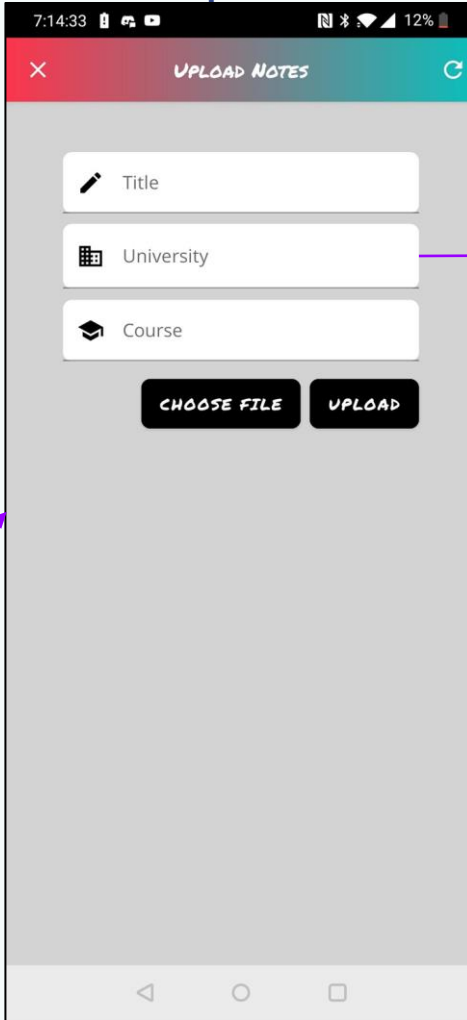 7:14:33 12%
UPLOAD NOTES
Title
University
Course
CHOOSE FILE UPLOAD